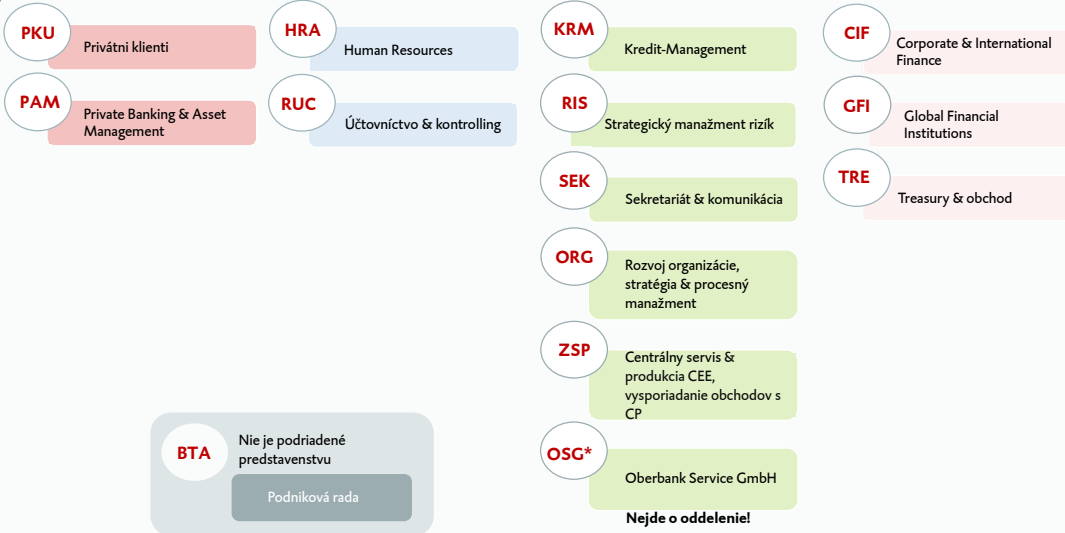 PKU
Privátni klienti
PAM
Private Banking & Asset
Management
HRA
Human Resources
RUC
Účtovníctvo & kontrolling
KRM
Kredit-Management
RIS
Strategický manažment rizík
SEK
Sekretariát & komunikácia
ORG
Rozvoj organizácie,
stratégia & procesný
manažment
ZSP
Centrálny servis &
produkcia CEE,
vysporiadanie obchodov s
CP
OSG*
Oberbank Service GmbH
Nejde o oddelenie!
CIF
Corporate & International
Finance
GFI
Global Financial
Institutions
TRE
Treasury & obchod
BTA
Nie je podriadené
predstavenstvu
Podniková rada